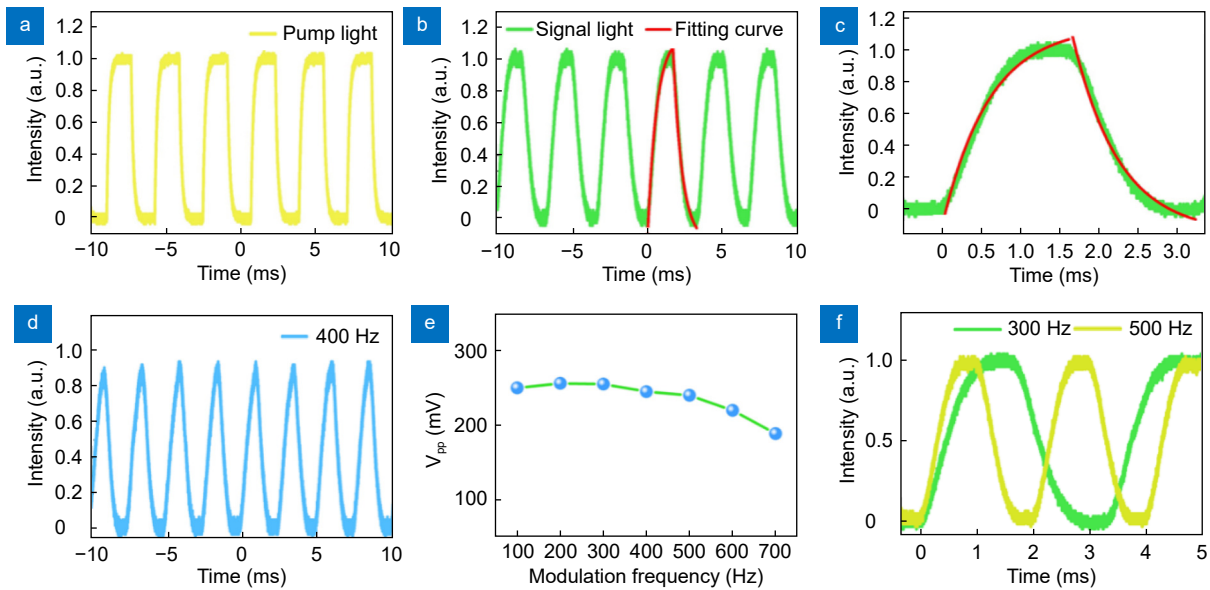 a
Pump light
Intensity (a.u.)
1.2
1.0
0.8
0.6
0.4
0.2
0
−10
−5
0
5
10
Time (ms)
b
Signal light
Fitting curve
Intensity (a.u.)
1.2
1.0
0.8
0.6
0.4
0.2
0
−10
−5
0
5
10
Time (ms)
c
Intensity (a.u.)
1.2
1.0
0.8
0.6
0.4
0.2
0
0
0.5
1.0
1.5
2.0
2.5
3.0
Time (ms)
d
400 Hz
Intensity (a.u.)
1.0
0.8
0.6
0.4
0.2
0
−10
−5
0
5
10
Time (ms)
e
Vpp (mV)
300
200
100
100
200
300
400
500
600
700
Modulation frequency (Hz)
f
300 Hz
500 Hz
Intensity (a.u.)
1.0
0.5
0
0
1
2
3
4
5
Time (ms)